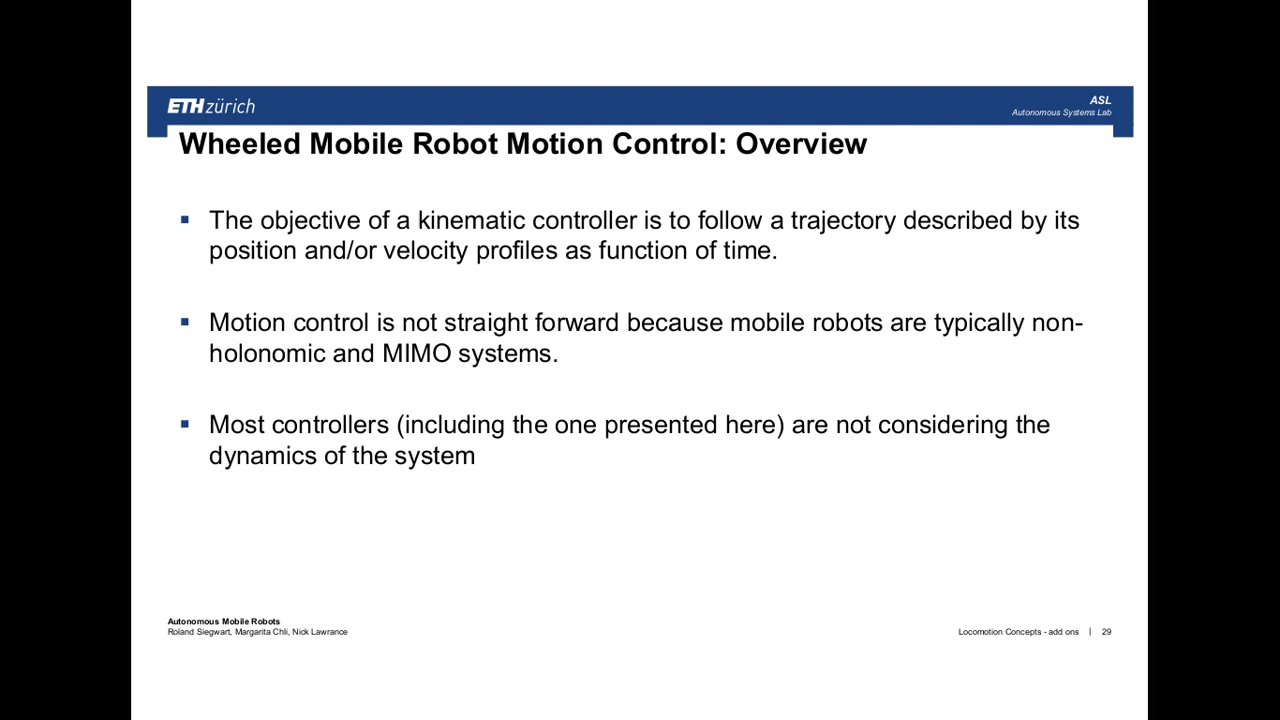 ETH zürich
ASL
Autonomous Systems Lab
Wheeled Mobile Robot Motion Control: Overview
▪ The objective of a kinematic controller is to follow a trajectory described by its
position and/or velocity profiles as function of time.
▪ Motion control is not straight forward because mobile robots are typically non-
holonomic and MIMO systems.
▪ Most controllers (including the one presented here) are not considering the
dynamics of the system
Autonomous Mobile Robots
Roland Siegwart, Margarita Chli, Nick Lawrance
Locomotion Concepts - add ons | 29